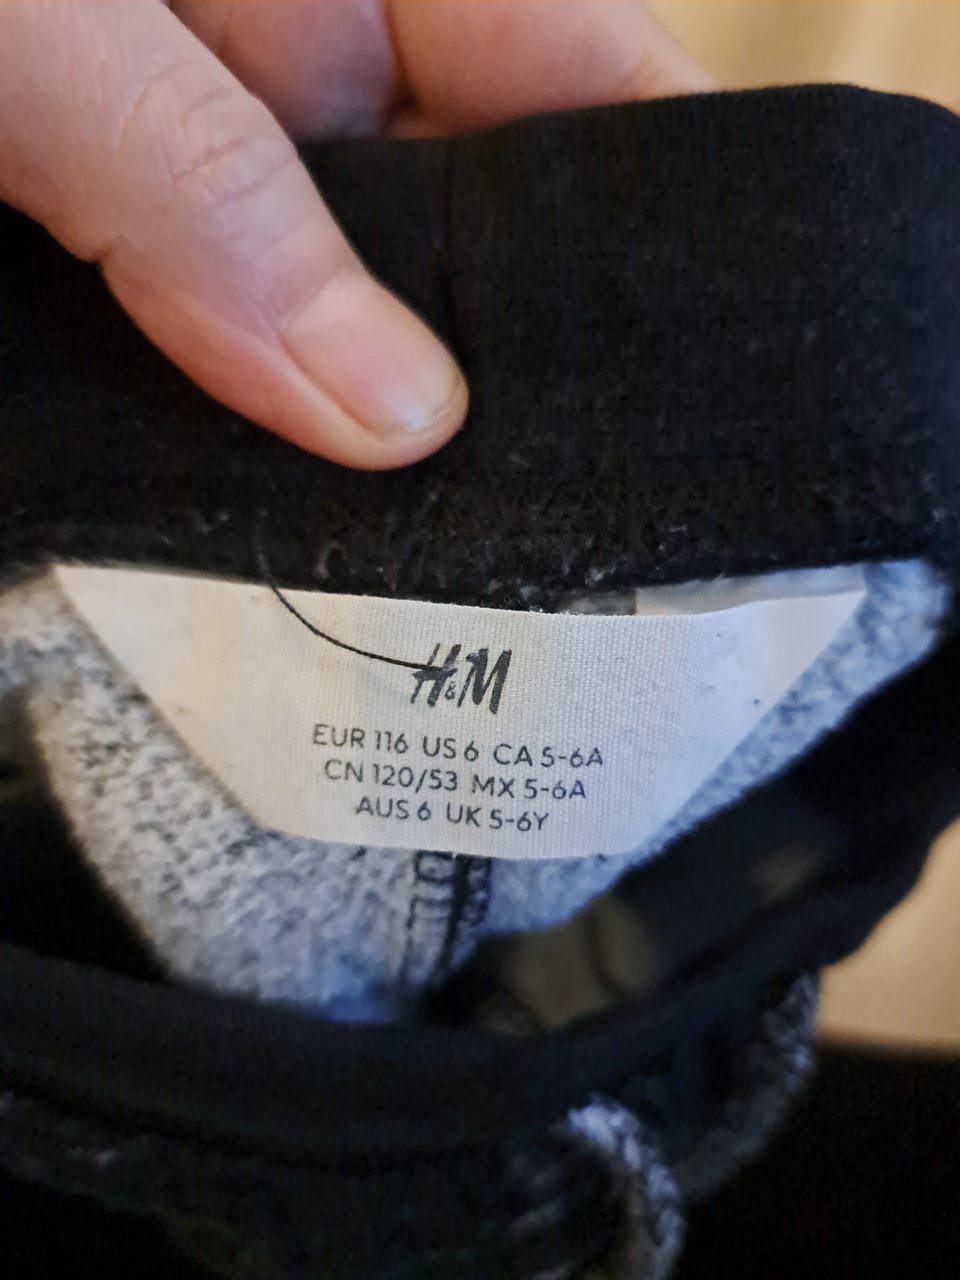 H&M
EUR 116 US 6 CA 5-6A
CN 120/53 MX 5-6A
AUS 6 UK 5-6Y